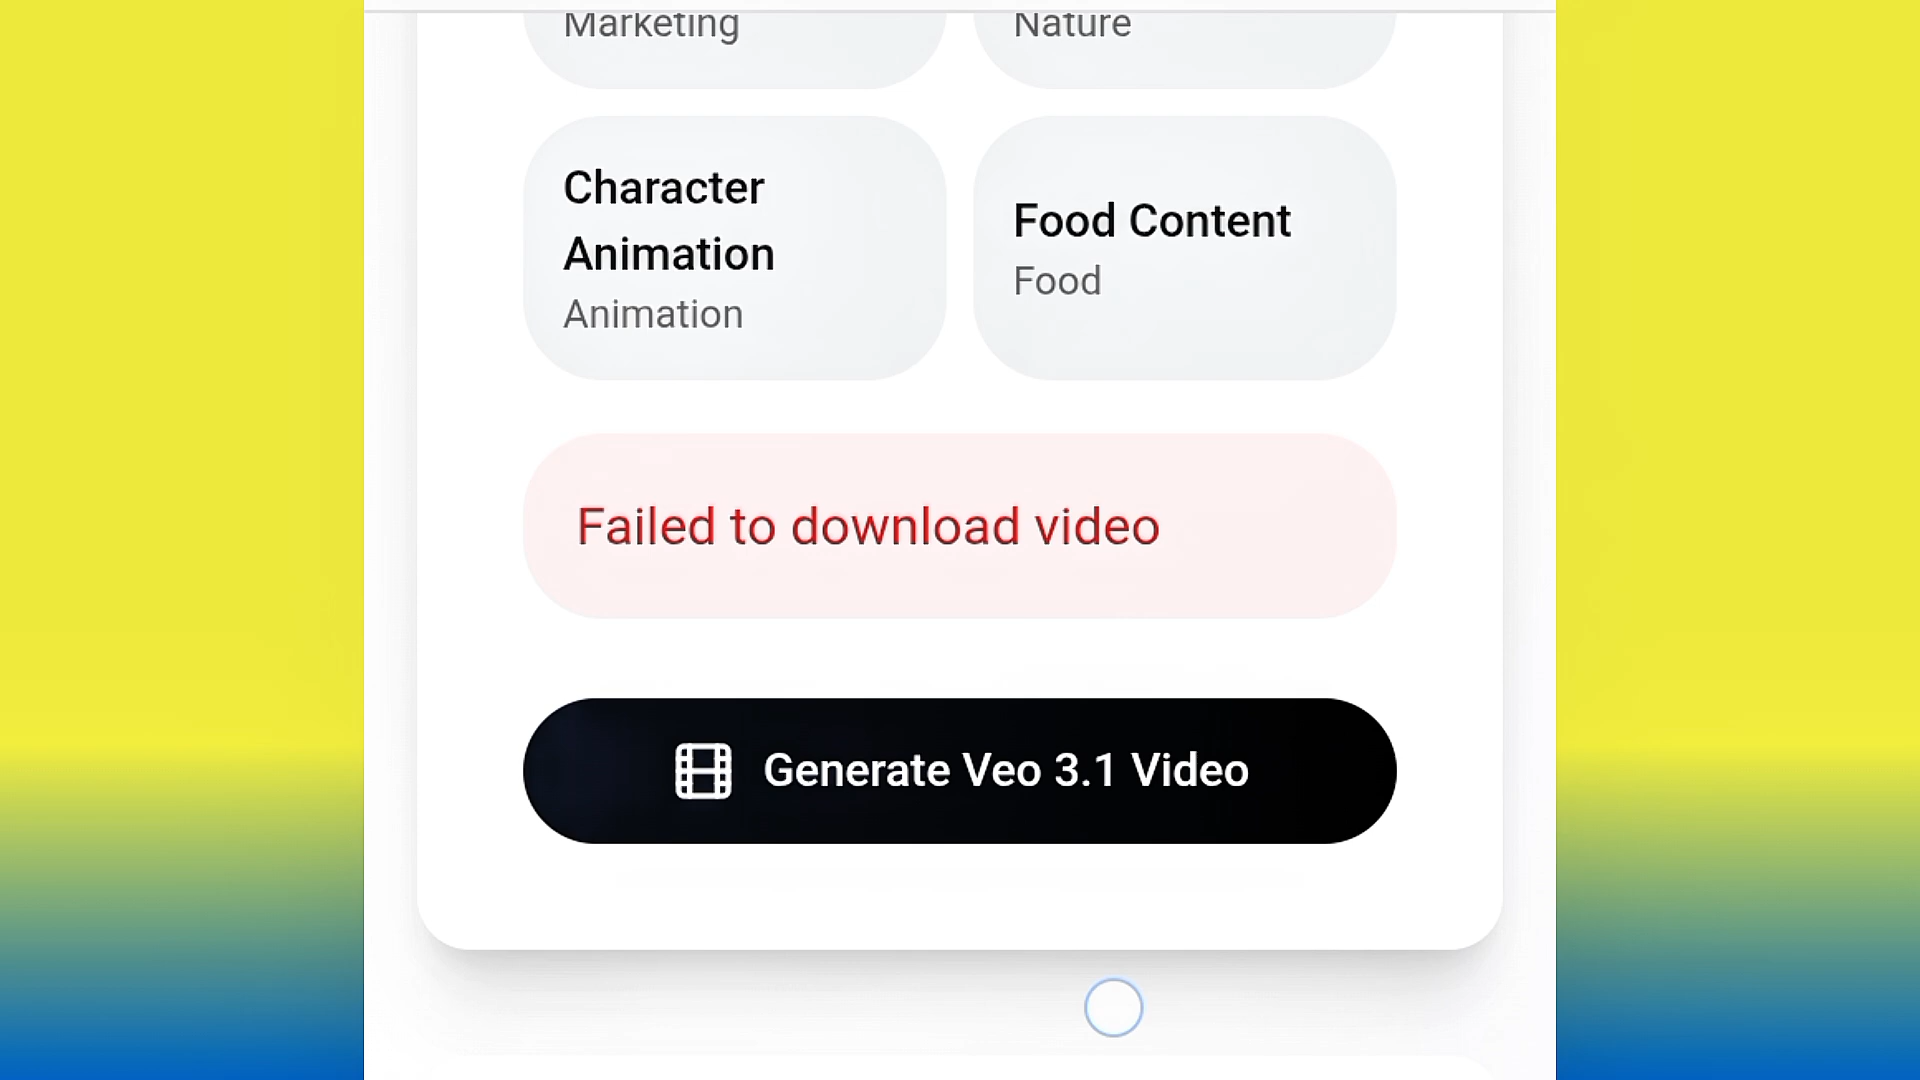 Marketing
Nature
Character
Animation
Animation
Food Content
Food
Failed to download video
Generate Veo 3.1 Video